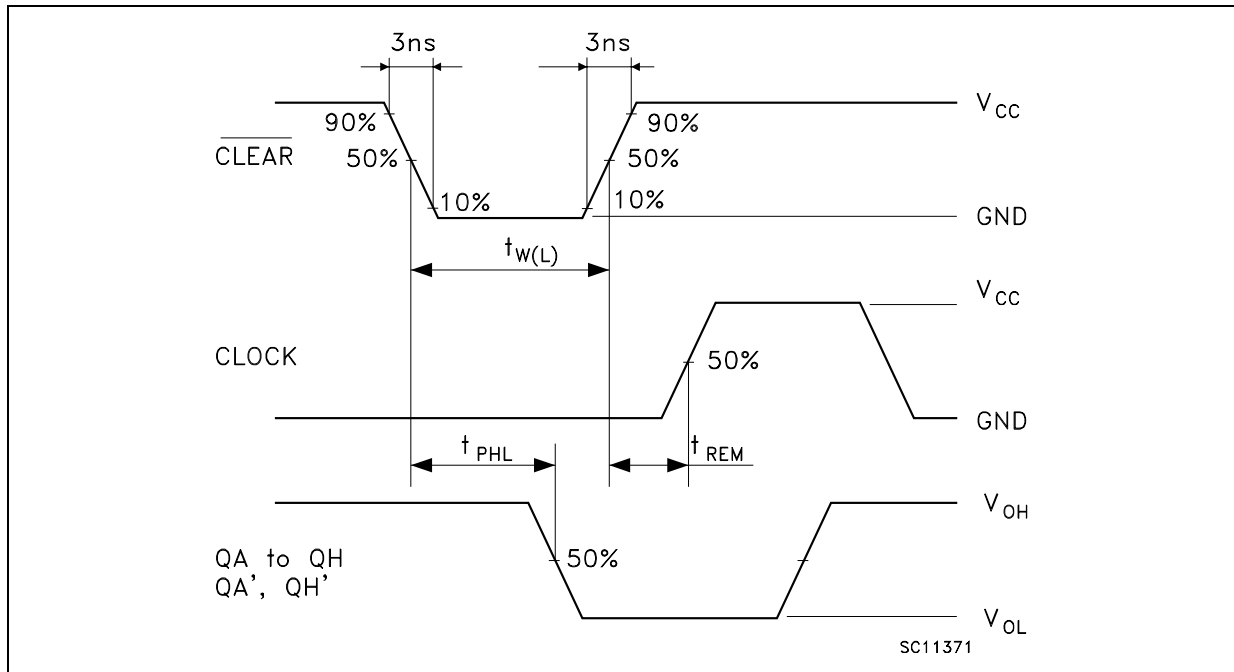 3ns 3ns
V CC
90% 90%
CLEAR 50% 50%
10% 10%
GND
t W(L)
V CC
CLOCK 50%
GND
t PHL t REM
V OH
QA to QH 50%
QA’, QH’
V OL
SC11371